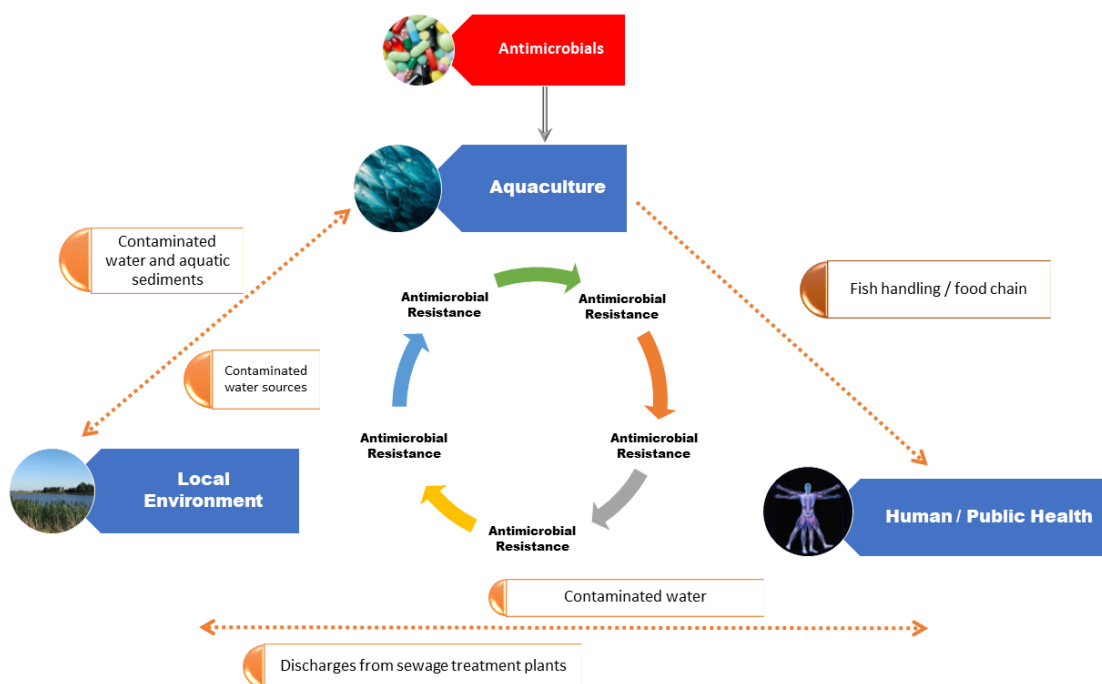 Antimicrobials
Aquaculture
Contaminated
water and aquatic
sediments
Fish handling / food chain
Antimicrobial
Resistance
Antimicrobial
Resistance
Contaminated
water sources
Antimicrobial
Resistance
Antimicrobial
Resistance
Local
Environment
Human / Public Health
Antimicrobial
Resistance
Contaminated water
Discharges from sewage treatment plants